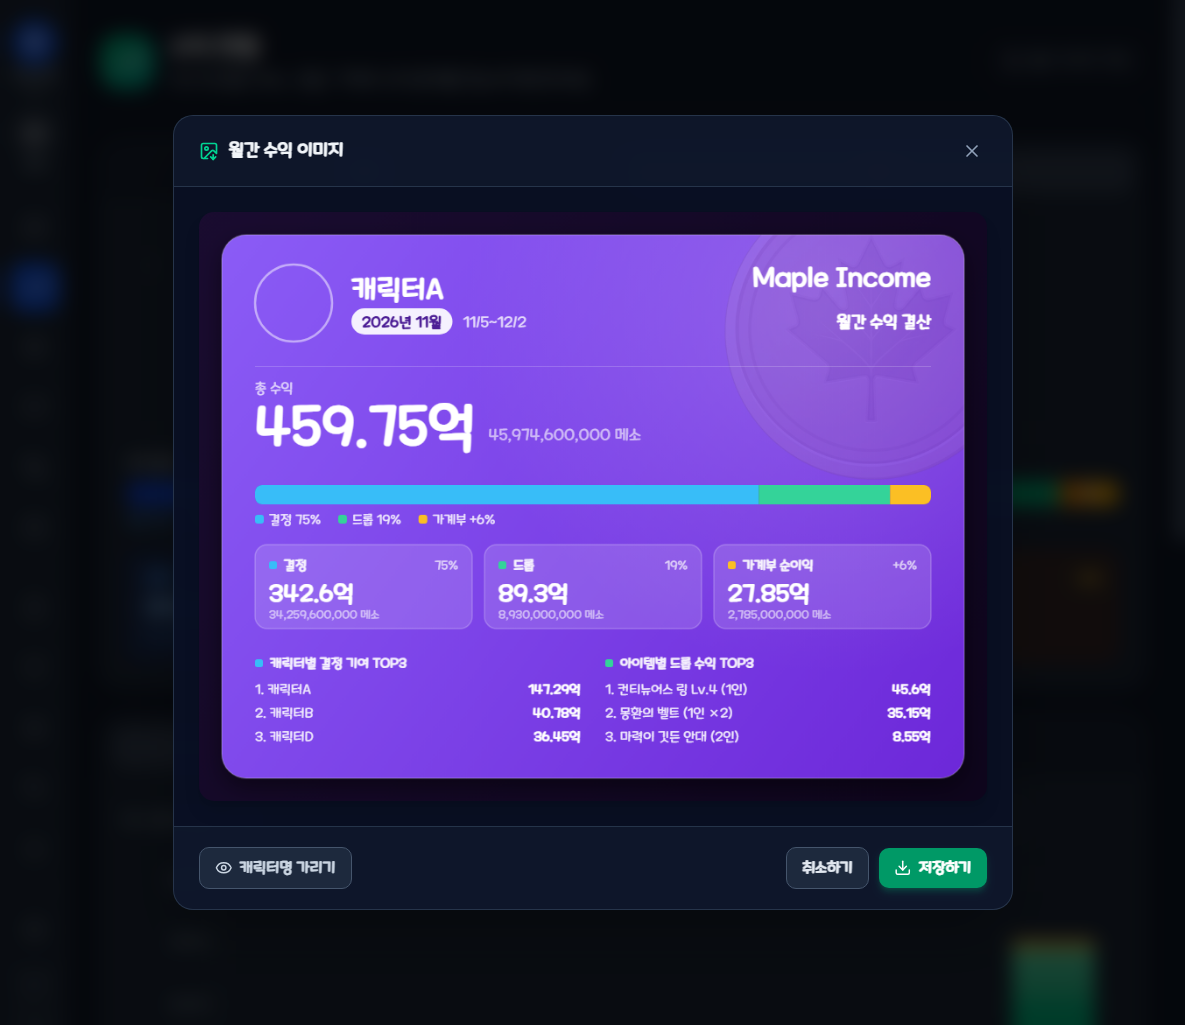 월간 수익 이미지
캐릭터A
2026년 11월 11/5~12/2
Maple Income
월간 수익 결산
총 수익
459.75억 45,974,600,000 메소
결정 75% 드롭 19% 가계부 +6%
결정 75%
342.6억
34,259,600,000 메소
드롭 19%
89.3억
8,930,000,000 메소
가계부 순이익 +6%
27.85억
2,785,000,000 메소
캐릭터별 결정 기여 TOP3
1. 캐릭터A 147.29억
2. 캐릭터B 40.78억
3. 캐릭터D 36.45억
아이템별 드롭 수익 TOP3
1. 컨티뉴어스 링 Lv.4 (1인) 45.6억
2. 몽환의 벨트 (1인 ×2) 35.15억
3. 마력이 깃든 안대 (2인) 8.55억
캐릭터명 가리기
취소하기
저장하기